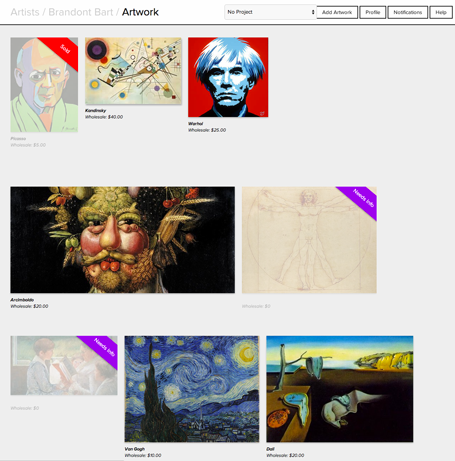 Artists / Brandont Bart / Artwork
No Project
Add Artwork
Profile
Notifications
Help
Sold
Picasso
Wholesale: $5.00
Kandinsky
Wholesale: $40.00
Warhol
Wholesale: $25.00
Archimboldo
Wholesale: $20.00
Needs Info
Wholesale: $0
Needs Info
Wholesale: $0
Van Gogh
Wholesale: $10.00
Dali
Wholesale: $20.00